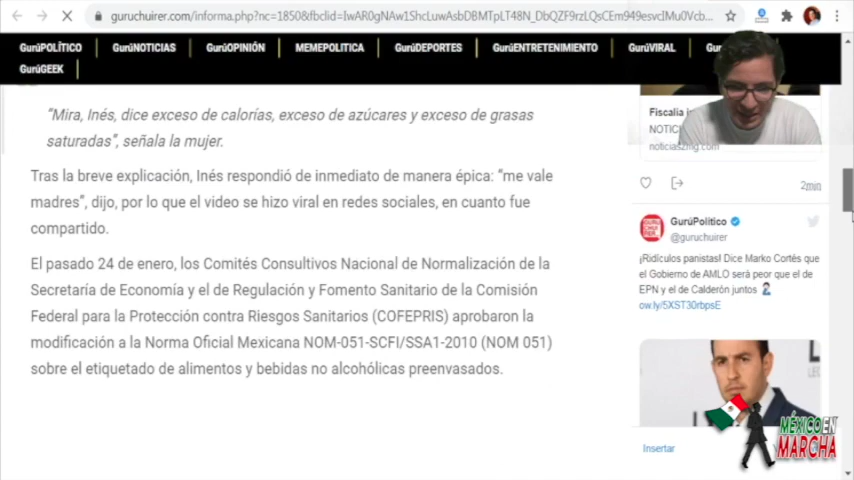 guruchuirer.com/informa.php?nc=1850&fbclid=IwAR0gNAw1ShcLuwAsbDBMTpLT48N_DbQZF9rzLQsCEm949esvcIMu0Vcb...
GurúPOLÍTICO GurúNOTICIAS GurúOPINIÓN MEMEPOLITICA GurúDEPORTES GurúENTRETENIMIENTO GurúVIRAL
GurúGEEK
“Mira, Inés, dice exceso de calorías, exceso de azúcares y exceso de grasas
saturadas”, señala la mujer.
Tras la breve explicación, Inés respondió de inmediato de manera épica: “me vale
madres”, dijo, por lo que el video se hizo viral en redes sociales, en cuanto fue
compartido.
El pasado 24 de enero, los Comités Consultivos Nacional de Normalización de la
Secretaría de Economía y el de Regulación y Fomento Sanitario de la Comisión
Federal para la Protección contra Riesgos Sanitarios (COFEPRIS) aprobaron la
modificación a la Norma Oficial Mexicana NOM-051-SCFI/SSA1-2010 (NOM 051)
sobre el etiquetado de alimentos y bebidas no alcohólicas preenvasados.
Fiscalia
noticiaszmg.com
2min
GurúPolítico
@guruchuirer
¡Ridículos panistas! Dice Marko Cortés que
el Gobierno de AMLO será peor que el de
EPN y el de Calderón juntos
ow.ly/5XST30rbpsE
Insertar
MÉXICO EN
MARCHA